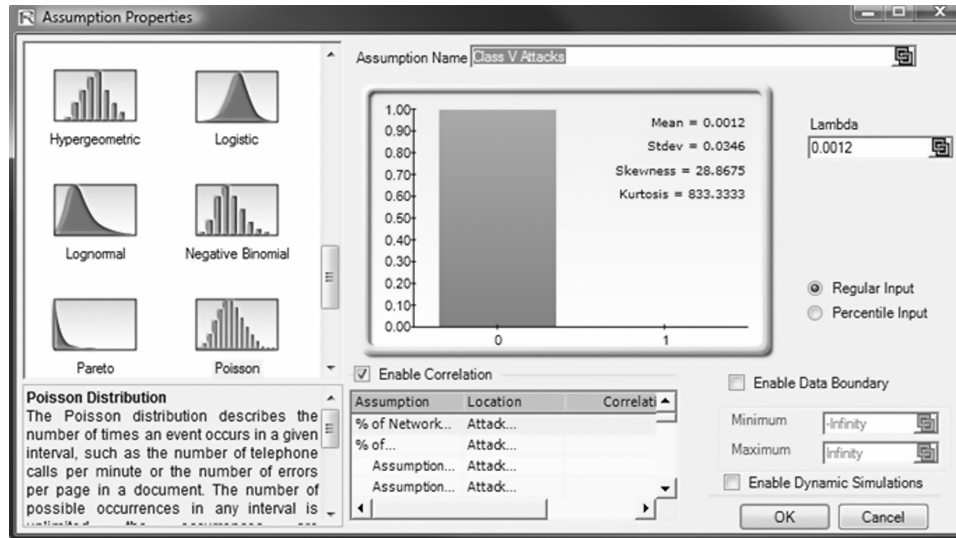 Assumption Properties
Hypergeometric
Logistic
Lognormal
Negative Binomial
Pareto
Poisson
Poisson Distribution
The Poisson distribution describes the
number of times an event occurs in a given
interval, such as the number of telephone
calls per minute or the number of errors
per page in a document. The number of
possible occurrences in any interval is
Assumption Name Class V Attacks
1.00
0.90
0.80
0.70
0.60
0.50
0.40
0.30
0.20
0.10
0.00
0
1
Mean = 0.0012
Stdev = 0.0346
Skewness = 28.8675
Kurtosis = 833.3333
Lambda
0.0012
Regular Input
Percentile Input
Enable Correlation
Assumption Location Correlati
% of Network... Attack...
% of... Attack...
Assumption... Attack...
Assumption... Attack...
Enable Data Boundary
Minimum -Infinity
Maximum Infinity
Enable Dynamic Simulations
OK Cancel